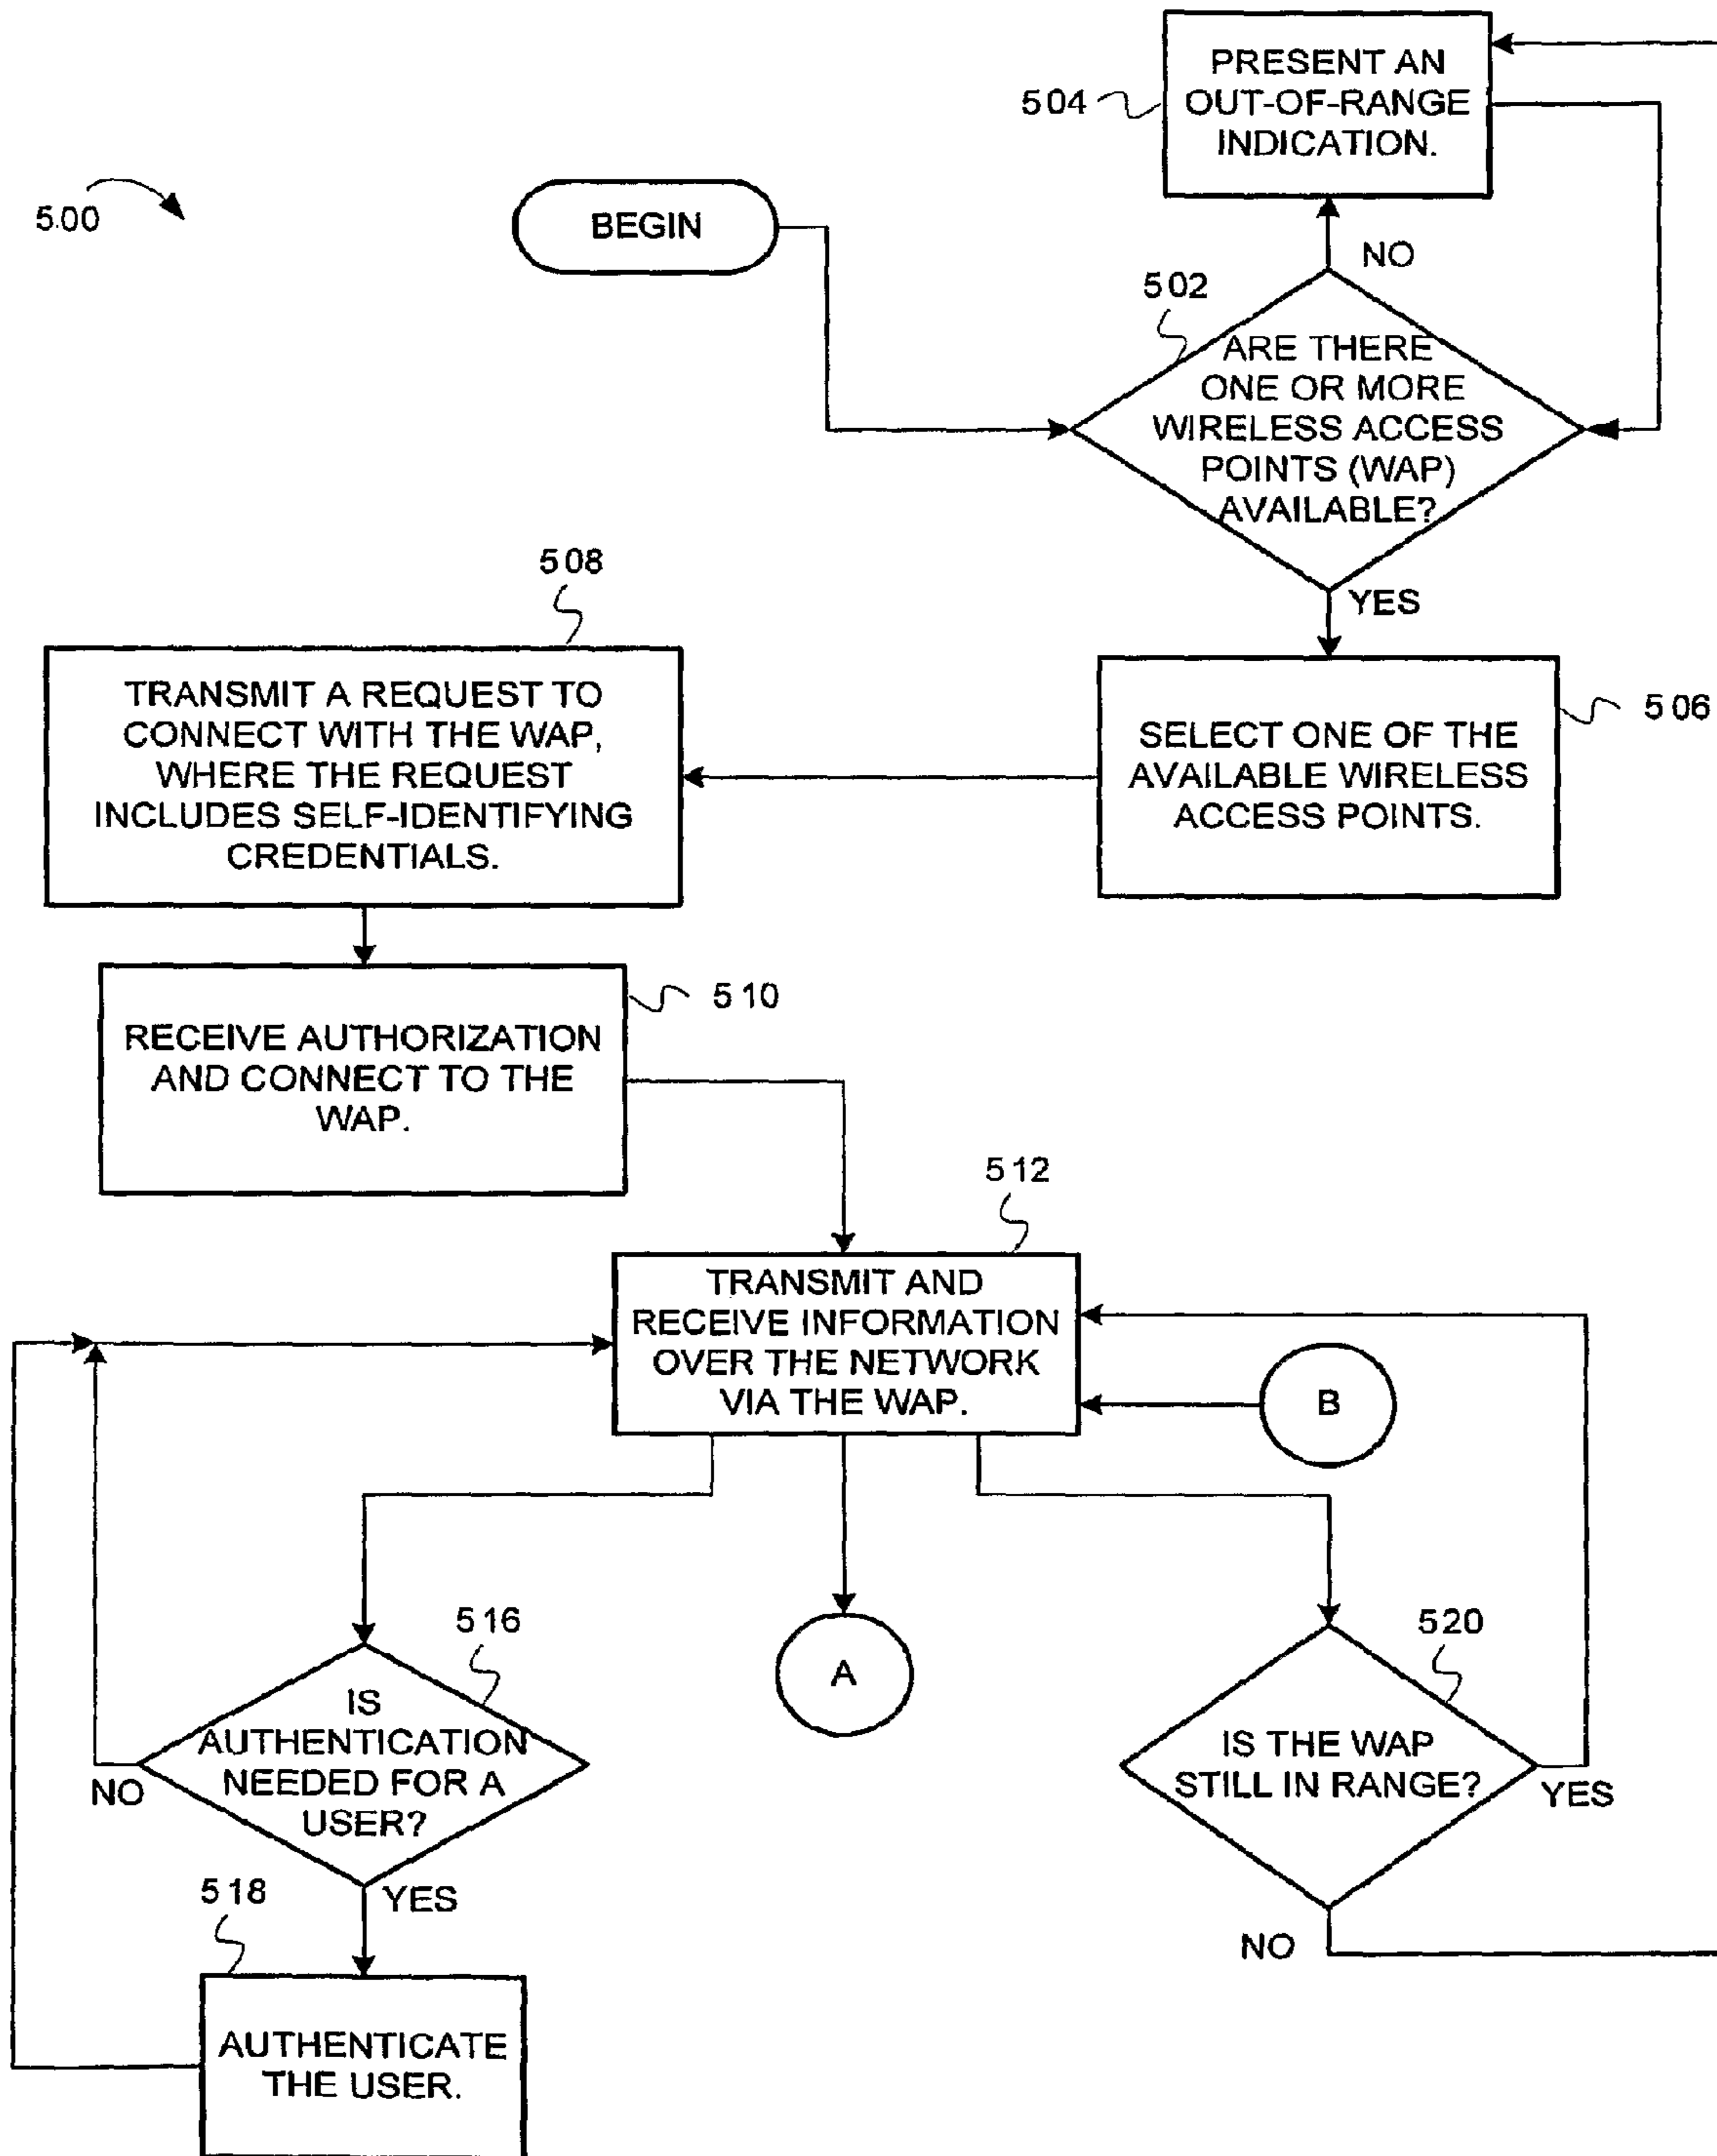 PRESENT AN
OUT-OF-RANGE
INDICATION.
504
500
BEGIN
NO
502
ARE THERE
ONE OR MORE
WIRELESS ACCESS
POINTS (WAP)
AVAILABLE?
YES
508
TRANSMIT A REQUEST TO
CONNECT WITH THE WAP,
WHERE THE REQUEST
INCLUDES SELF-IDENTIFYING
CREDENTIALS.
506
SELECT ONE OF THE
AVAILABLE WIRELESS
ACCESS POINTS.
510
RECEIVE AUTHORIZATION
AND CONNECT TO THE
WAP.
512
TRANSMIT AND
RECEIVE INFORMATION
OVER THE NETWORK
VIA THE WAP.
B
A
516
IS
AUTHENTICATION
NEEDED FOR A
USER?
NO
YES
520
IS THE WAP
STILL IN RANGE?
YES
NO
518
AUTHENTICATE
THE USER.